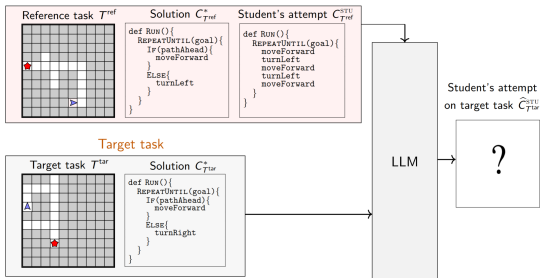 Reference task T^ref
Solution C*_T^ref
Student's attempt C^STU_T^ref
def RUN(){
REPEATUNTIL(goal){
IF(pathAhead){
moveForward
}
ELSE{
turnLeft
}
}
}
def RUN(){
REPEATUNTIL(goal){
moveForward
turnLeft
moveForward
turnLeft
moveForward
}
}
Target task
Target task T^tar
Solution C*_T^tar
def RUN(){
REPEATUNTIL(goal){
IF(pathAhead){
moveForward
}
ELSE{
turnRight
}
}
}
LLM
Student's attempt
on target task Ĉ^STU_T^tar
?